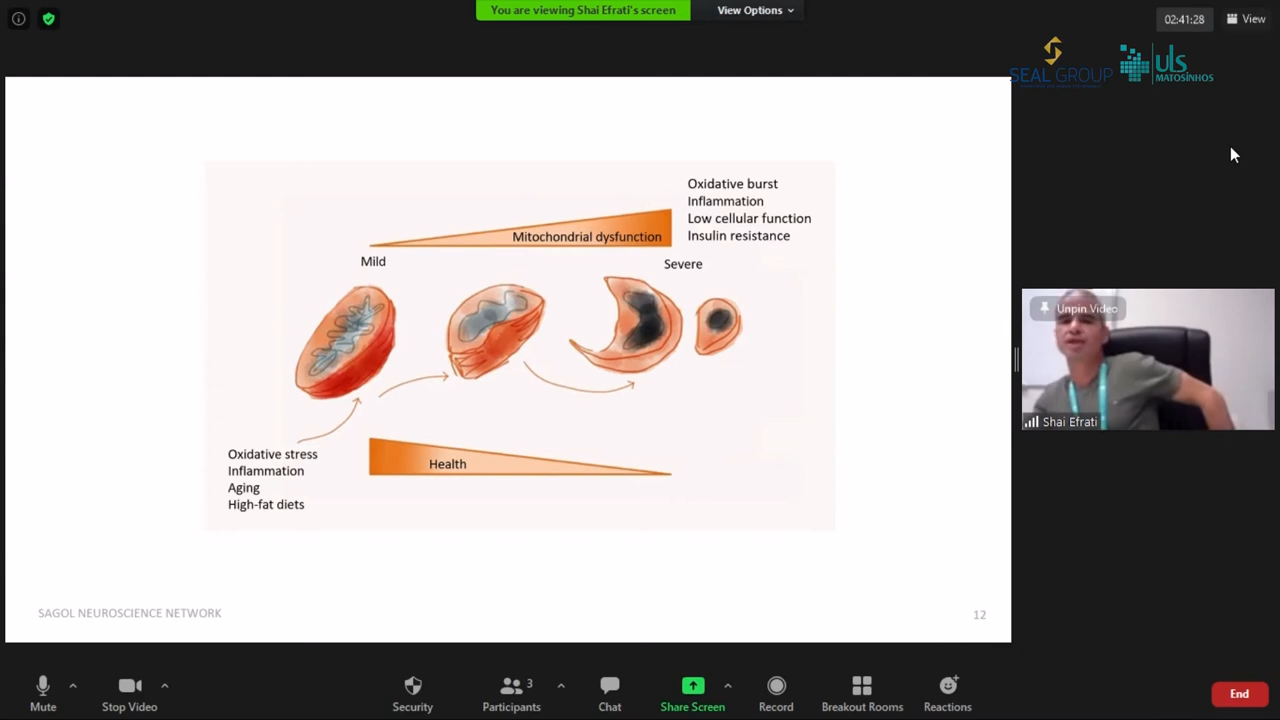 You are viewing Shai Efrati's screen
View Options
02:41:28
View
SEAL GROUP
uls
MATOSINHOS
Oxidative burst
Inflammation
Low cellular function
Insulin resistance
Mitochondrial dysfunction
Mild
Severe
Unpin Video
Shai Efrati
Oxidative stress
Inflammation
Aging
High-fat diets
Health
SAGOL NEUROSCIENCE NETWORK
12
Mute
Stop Video
Security
Participants
3
Chat
Share Screen
Record
Breakout Rooms
Reactions
End